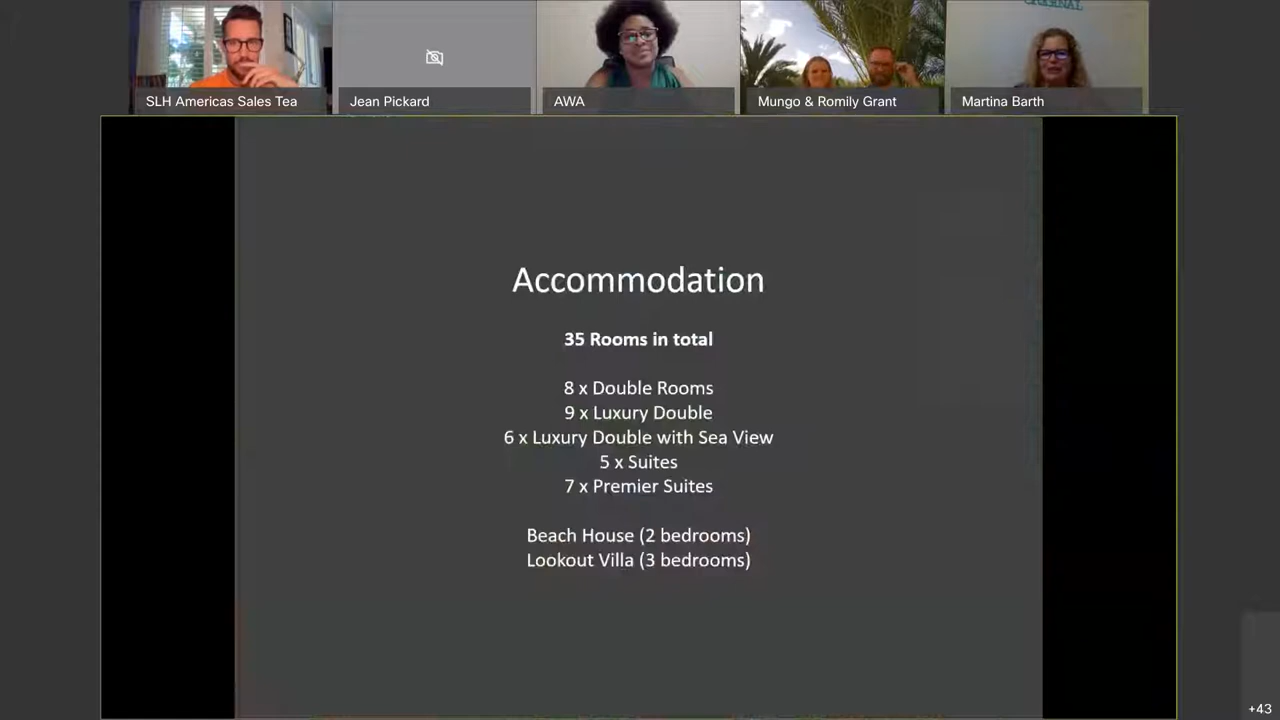 SLH Americas Sales Tea
Jean Pickard
AWA
Mungo & Romily Grant
Martina Barth
Accommodation
35 Rooms in total
8 x Double Rooms
9 x Luxury Double
6 x Luxury Double with Sea View
5 x Suites
7 x Premier Suites
Beach House (2 bedrooms)
Lookout Villa (3 bedrooms)
+43